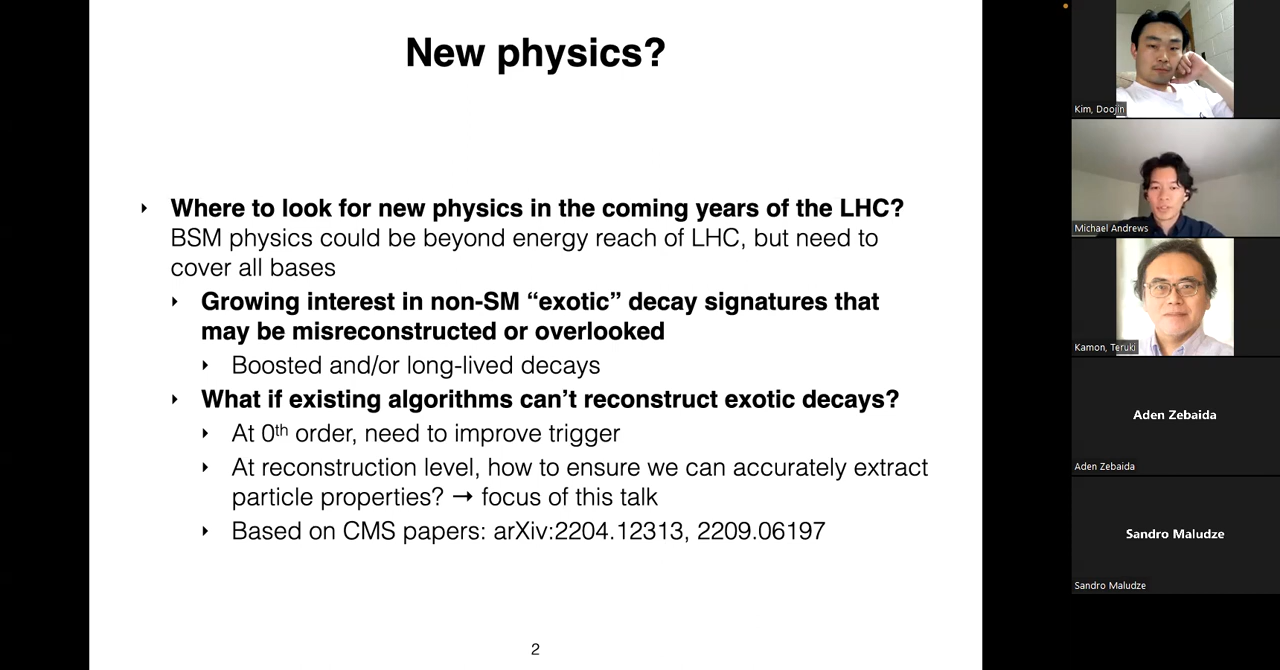 New physics?
‣ Where to look for new physics in the coming years of the LHC?
BSM physics could be beyond energy reach of LHC, but need to
cover all bases
‣ Growing interest in non-SM “exotic” decay signatures that
may be misreconstructed or overlooked
‣ Boosted and/or long-lived decays
‣ What if existing algorithms can’t reconstruct exotic decays?
‣ At 0th order, need to improve trigger
‣ At reconstruction level, how to ensure we can accurately extract
particle properties? → focus of this talk
‣ Based on CMS papers: arXiv:2204.12313, 2209.06197
2
Kim, Doojin
Michael Andrews
Kamon, Teruki
Aden Zebaida
Aden Zebaida
Sandro Maludze
Sandro Maludze